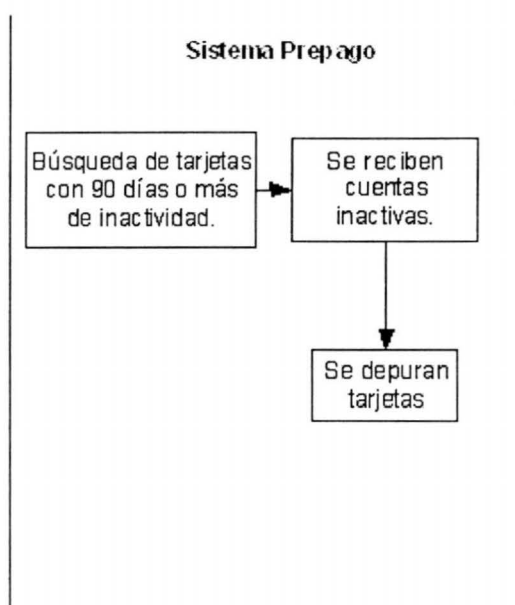 Sistema Prepago
Búsqueda de tarjetas
con 90 días o más
de inactividad.
Se reciben
cuentas
inactivas.
Se depuran
tarjetas